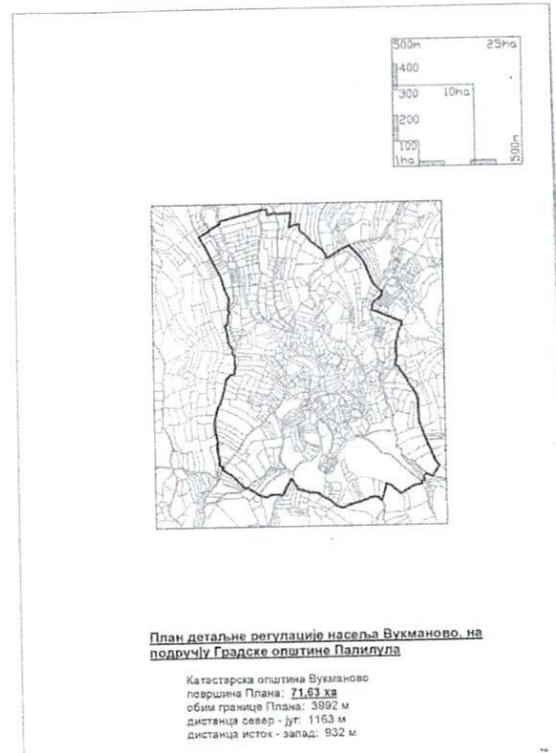 500m 25ha
400
300 10ha
200
100
1ha 500m
План детаљне регулације насеља Вукманово, на
подручју Градске општине Палилула
Катастарска општина Вукманово
површина Плана: 71,63 ха
обим границе Плана: 3892 м
дистанца север - југ: 1163 м
дистанца исток - запад: 932 м